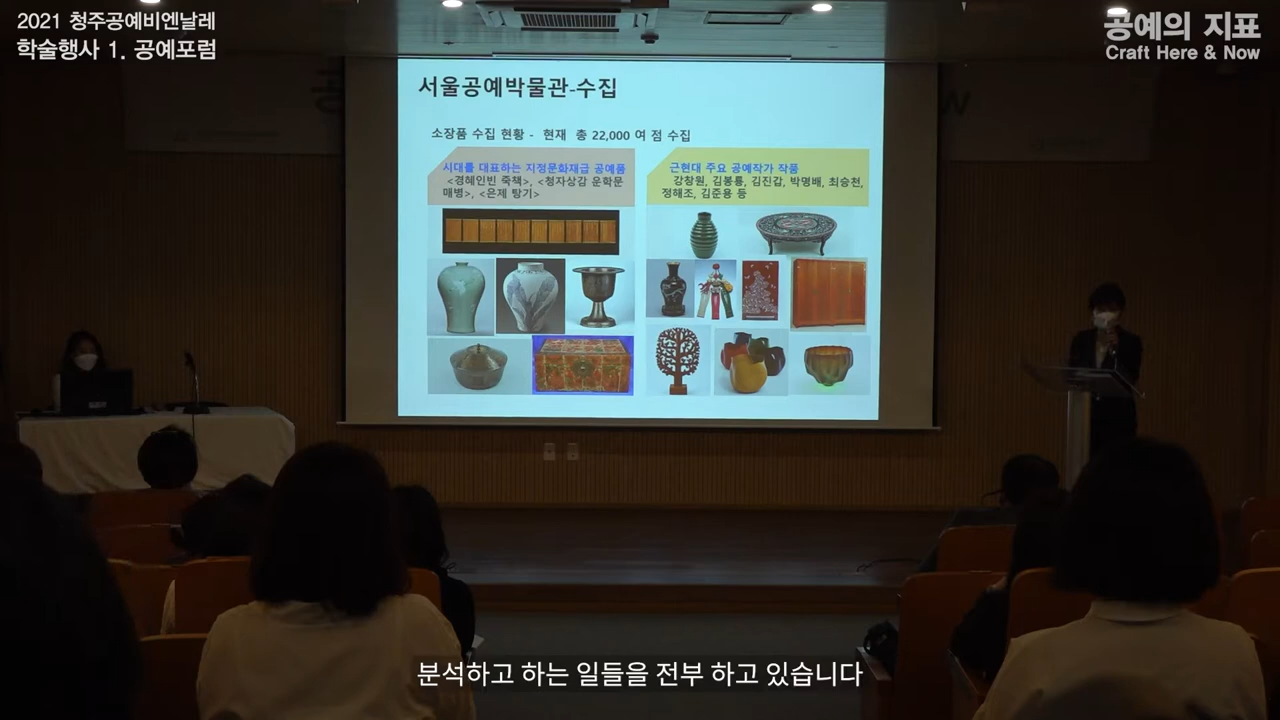 2021 청주공예비엔날레
학술행사 1. 공예포럼
공예의 지표
Craft Here & Now
서울공예박물관-수집
소장품 수집 현황 - 현재 총 22,000 여 점 수집
시대를 대표하는 지정문화재급 공예품
<경혜인빈 죽책>, <청자상감 운학문
매병>, <은제 탕기>
근현대 주요 공예작가 작품
강창원, 김봉룡, 김진갑, 박명배, 최승천,
정해조, 김준용 등
분석하고 하는 일들을 전부 하고 있습니다